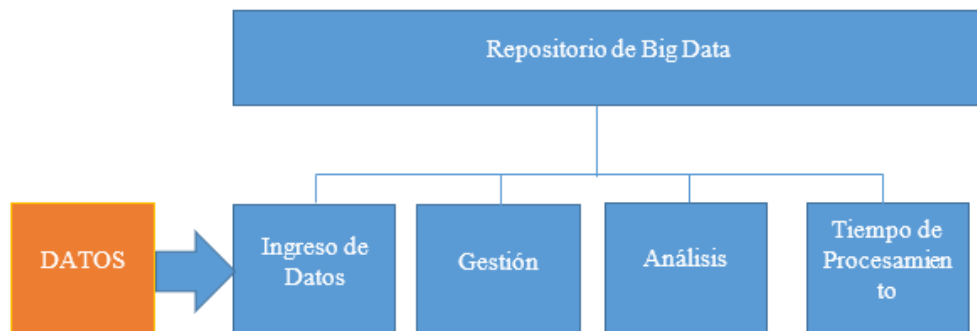 Repositorio de Big Data
DATOS
Ingreso de
Datos
Gestión
Análisis
Tiempo de
Procesamien
to